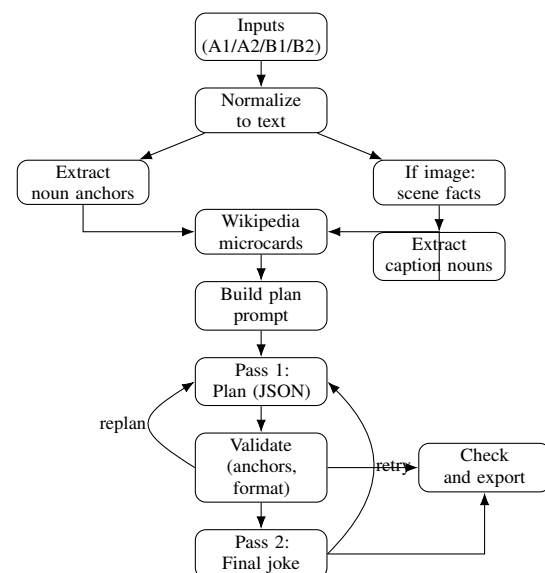 Inputs
(A1/A2/B1/B2)
Normalize
to text
Extract
noun anchors
If image:
scene facts
Wikipedia
microcards
Extract
caption nouns
Build plan
prompt
Pass 1:
Plan (JSON)
replan
Validate
(anchors,
format)
retry
Check
and export
Pass 2:
Final joke